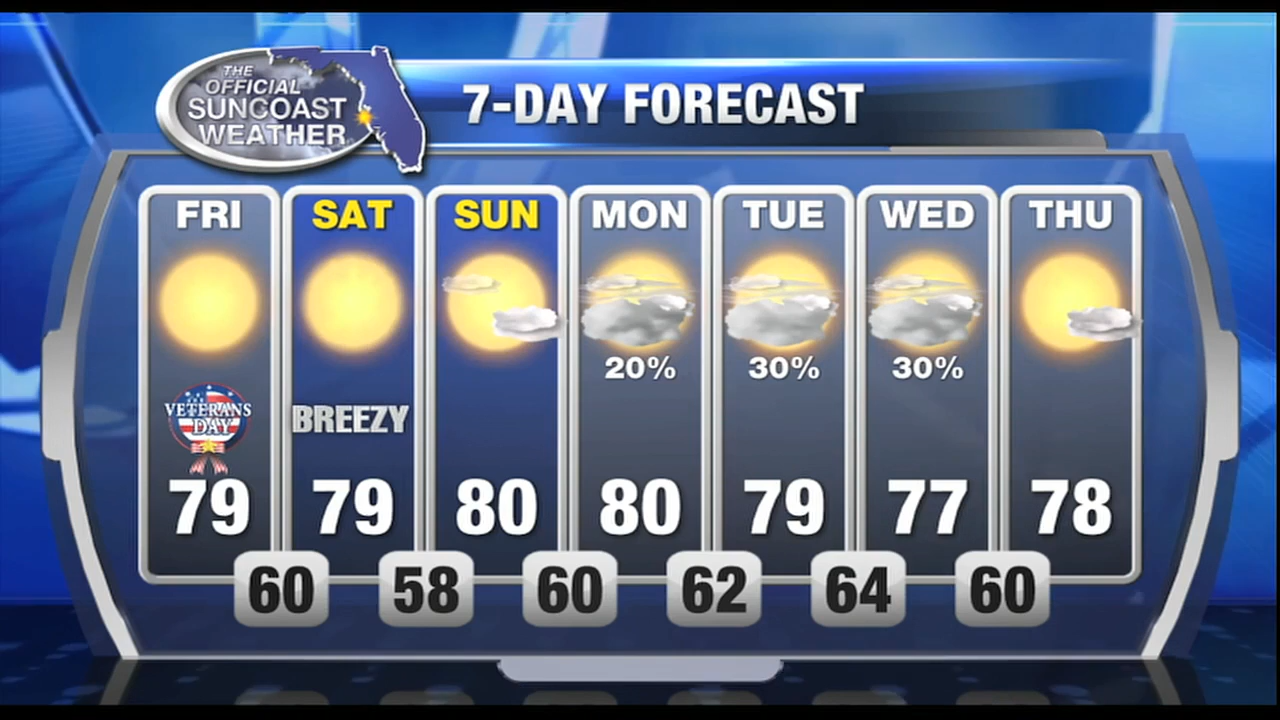 THE
OFFICIAL
SUNCOAST
WEATHER
7-DAY FORECAST
FRI SAT SUN MON TUE WED THU
20% 30% 30%
VETERANS
DAY
BREEZY
79 79 80 80 79 77 78
60 58 60 62 64 60